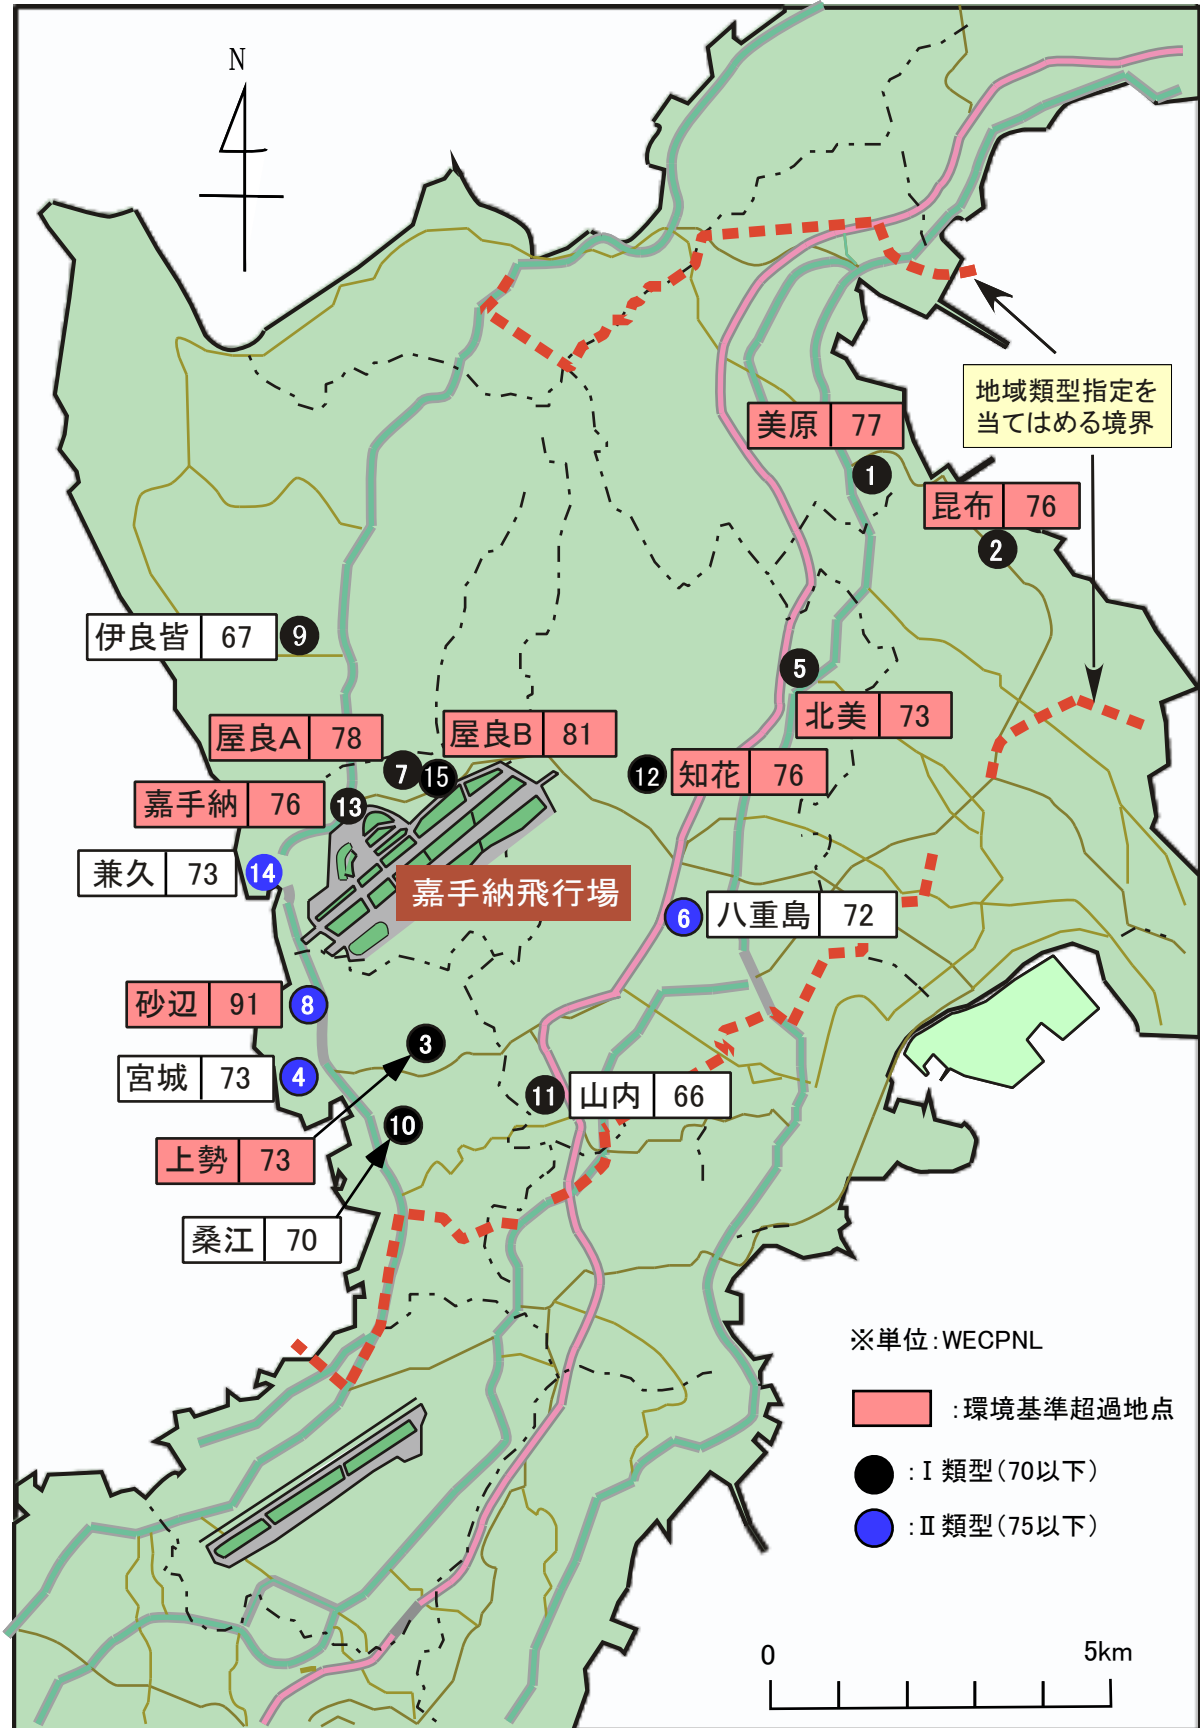 N
地域類型指定を
当てはめる境界
美原 77
1
昆布 76
2
伊良皆 67
9
5
北美 73
屋良A 78
屋良B 81
7
15
12
知花 76
嘉手納 76
13
兼久 73
14
嘉手納飛行場
6
八重島 72
砂辺 91
8
3
宮城 73
4
11
山内 66
10
上勢 73
桑江 70
※単位:WECPNL
:環境基準超過地点
:Ⅰ類型(70以下)
:Ⅱ類型(75以下)
0 5km